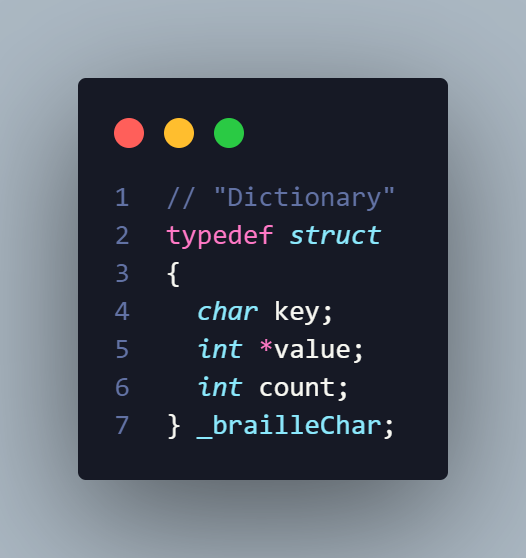 1 // "Dictionary"
2 typedef struct
3 {
4   char key;
5   int *value;
6   int count;
7 } _brailleChar;